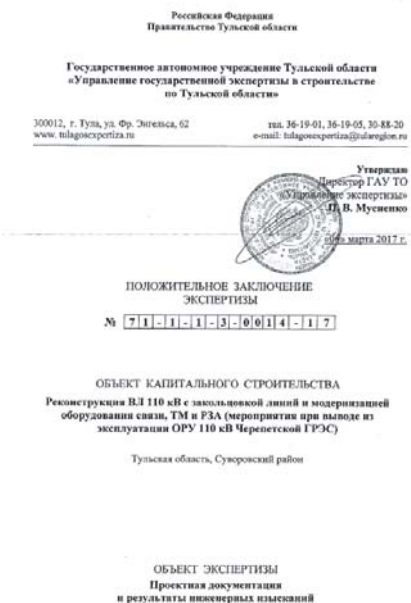 Российская Федерация
Правительство Тульской области
Государственное автономное учреждение Тульской области
«Управление государственной экспертизы в строительстве
по Тульской области»
300012, г. Тула, ул. Фр. Энгельса, 62
тел. 36-19-01, 36-19-05, 30-88-20
www. tulagosexpertiza.ru
e-mail: tulagosexpertiza@tularegion.ru
Утверждаю
Директор ГАУ ТО
«Управление экспертизы»
П. В. Мусиенко
марта 2017 г.
ПОЛОЖИТЕЛЬНОЕ ЗАКЛЮЧЕНИЕ
ЭКСПЕРТИЗЫ
№ 71-1-1-3-0014-17
ОБЪЕКТ КАПИТАЛЬНОГО СТРОИТЕЛЬСТВА
Реконструкция ВЛ 110 кВ с закольцовкой линий и модернизацией
оборудования связи, ТМ и РЗА (мероприятия при выводе из
эксплуатации ОРУ 110 кВ Черепетской ГРЭС)
Тульская область, Суворовский район
ОБЪЕКТ ЭКСПЕРТИЗЫ
Проектная документация
и результаты инженерных изысканий